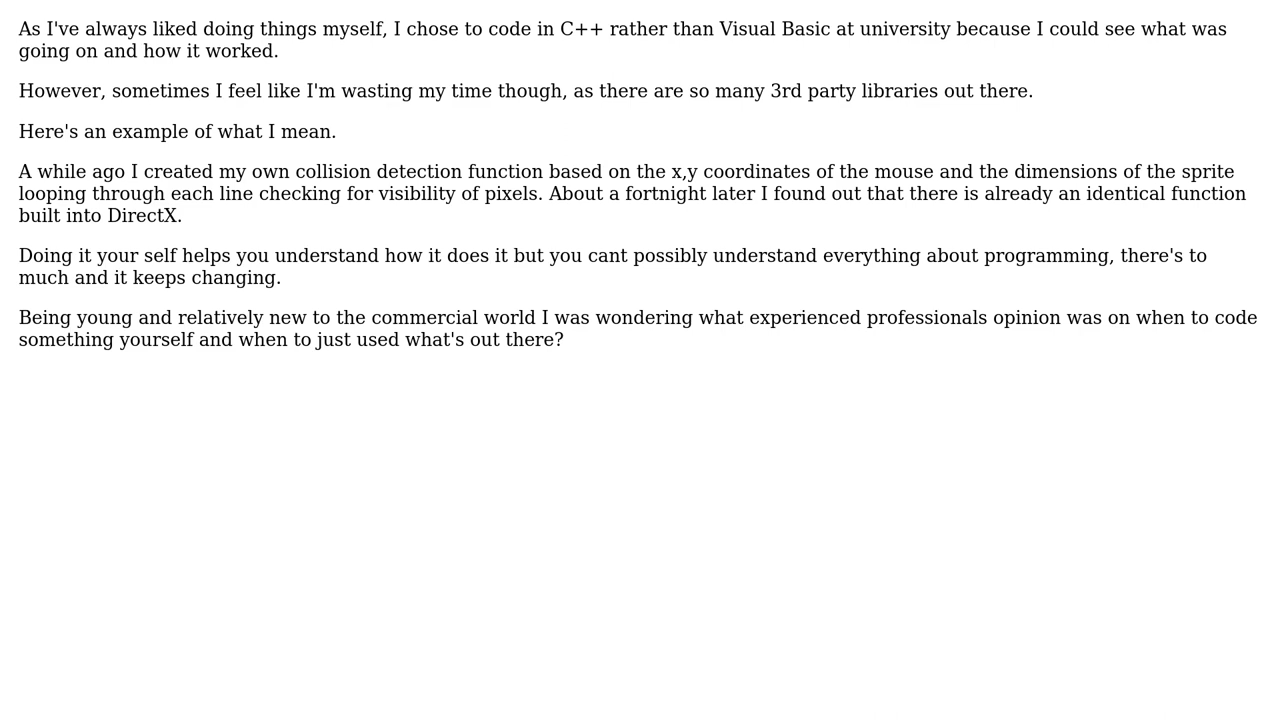 As I've always liked doing things myself, I chose to code in C++ rather than Visual Basic at university because I could see what was
going on and how it worked.
However, sometimes I feel like I'm wasting my time though, as there are so many 3rd party libraries out there.
Here's an example of what I mean.
A while ago I created my own collision detection function based on the x,y coordinates of the mouse and the dimensions of the sprite
looping through each line checking for visibility of pixels. About a fortnight later I found out that there is already an identical function
built into DirectX.
Doing it your self helps you understand how it does it but you cant possibly understand everything about programming, there's to
much and it keeps changing.
Being young and relatively new to the commercial world I was wondering what experienced professionals opinion was on when to code
something yourself and when to just used what's out there?